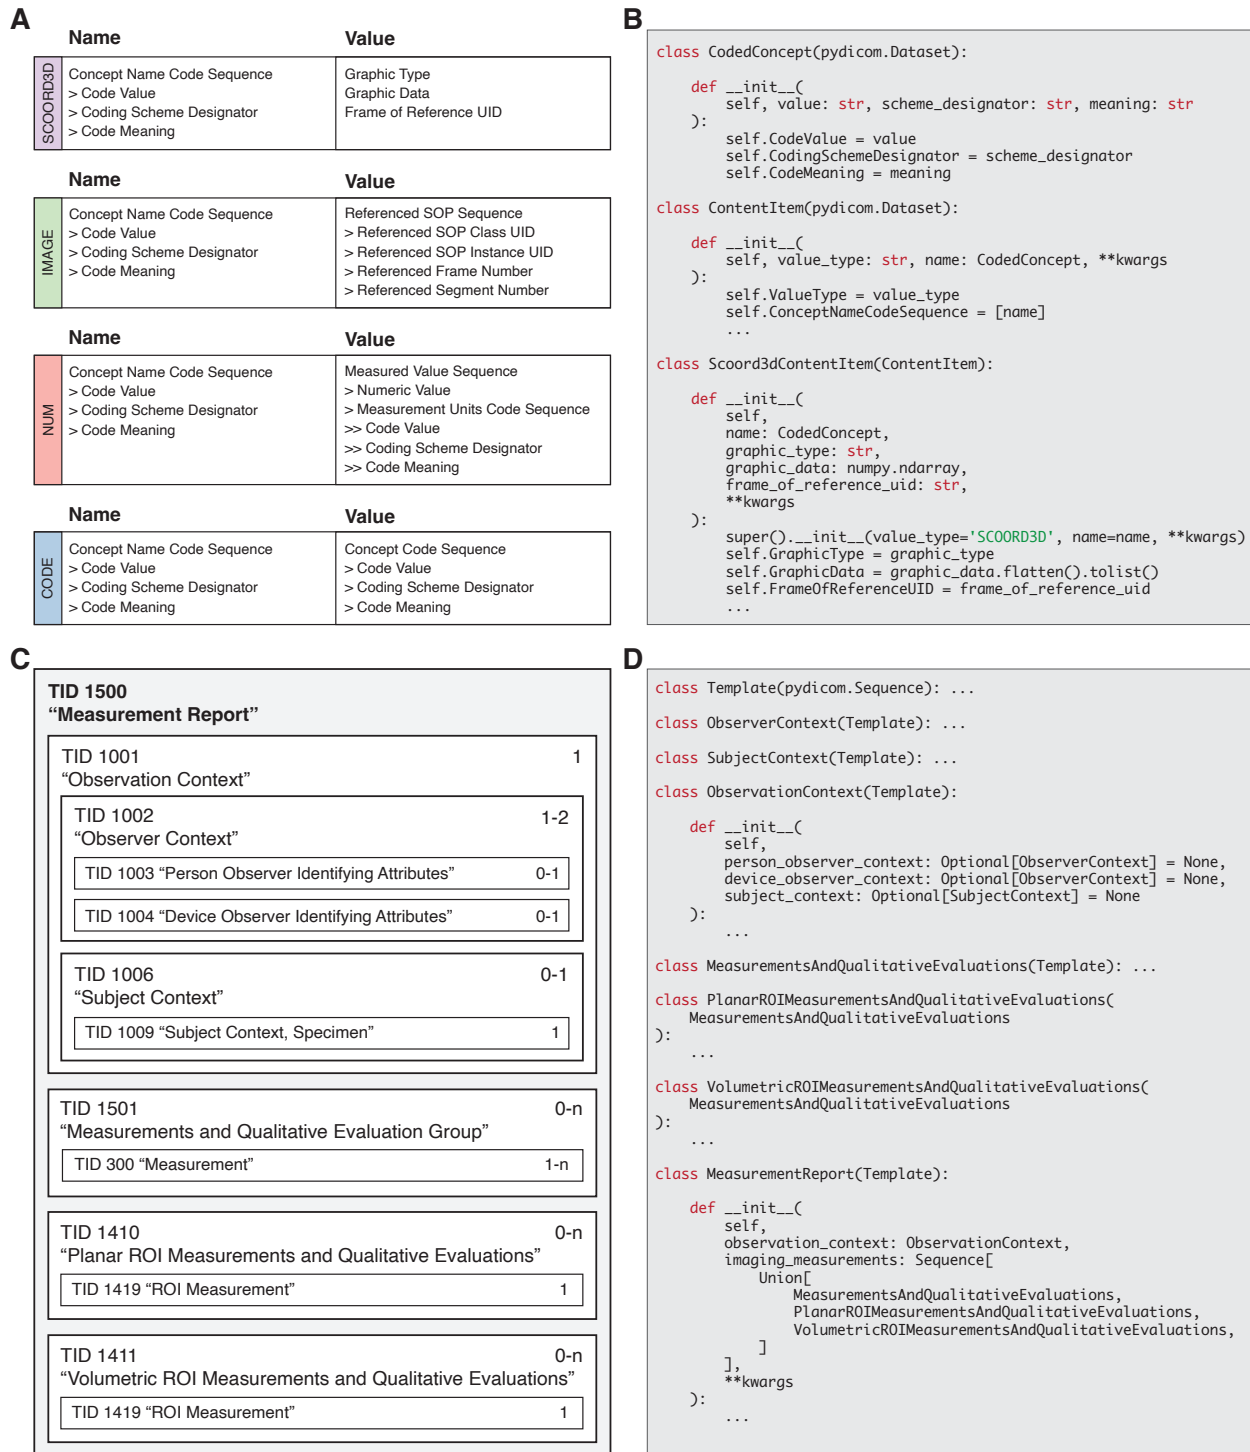 A
Name Value
SCOORD3D
Concept Name Code Sequence
> Code Value
> Coding Scheme Designator
> Code Meaning
Graphic Type
Graphic Data
Frame of Reference UID
Name Value
IMAGE
Concept Name Code Sequence
> Code Value
> Coding Scheme Designator
> Code Meaning
Referenced SOP Sequence
> Referenced SOP Class UID
> Referenced SOP Instance UID
> Referenced Frame Number
> Referenced Segment Number
Name Value
NUM
Concept Name Code Sequence
> Code Value
> Coding Scheme Designator
> Code Meaning
Measured Value Sequence
> Numeric Value
> Measurement Units Code Sequence
>> Code Value
>> Coding Scheme Designator
>> Code Meaning
Name Value
CODE
Concept Name Code Sequence
> Code Value
> Coding Scheme Designator
> Code Meaning
Concept Code Sequence
> Code Value
> Coding Scheme Designator
> Code Meaning
B
class CodedConcept(pydicom.Dataset):
    def __init__(
        self, value: str, scheme_designator: str, meaning: str
    ):
        self.CodeValue = value
        self.CodingSchemeDesignator = scheme_designator
        self.CodeMeaning = meaning
class ContentItem(pydicom.Dataset):
    def __init__(
        self, value_type: str, name: CodedConcept, **kwargs
    ):
        self.ValueType = value_type
        self.ConceptNameCodeSequence = [name]
        ...
class Scoord3dContentItem(ContentItem):
    def __init__(
        self,
        name: CodedConcept,
        graphic_type: str,
        graphic_data: numpy.ndarray,
        frame_of_reference_uid: str,
        **kwargs
    ):
        super().__init__(value_type='SCOORD3D', name=name, **kwargs)
        self.GraphicType = graphic_type
        self.GraphicData = graphic_data.flatten().tolist()
        self.FrameOfReferenceUID = frame_of_reference_uid
        ...
C
TID 1500
“Measurement Report”
TID 1001 1
“Observation Context”
TID 1002 1-2
“Observer Context”
TID 1003 “Person Observer Identifying Attributes” 0-1
TID 1004 “Device Observer Identifying Attributes” 0-1
TID 1006 0-1
“Subject Context”
TID 1009 “Subject Context, Specimen” 1
TID 1501 0-n
“Measurements and Qualitative Evaluation Group”
TID 300 “Measurement” 1-n
TID 1410 0-n
“Planar ROI Measurements and Qualitative Evaluations”
TID 1419 “ROI Measurement” 1
TID 1411 0-n
“Volumetric ROI Measurements and Qualitative Evaluations”
TID 1419 “ROI Measurement” 1
D
class Template(pydicom.Sequence): ...
class ObserverContext(Template): ...
class SubjectContext(Template): ...
class ObservationContext(Template):
    def __init__(
        self,
        person_observer_context: Optional[ObserverContext] = None,
        device_observer_context: Optional[ObserverContext] = None,
        subject_context: Optional[SubjectContext] = None
    ):
        ...
class MeasurementsAndQualitativeEvaluations(Template): ...
class PlanarROIMeasurementsAndQualitativeEvaluations(
    MeasurementsAndQualitativeEvaluations
):
    ...
class VolumetricROIMeasurementsAndQualitativeEvaluations(
    MeasurementsAndQualitativeEvaluations
):
    ...
class MeasurementReport(Template):
    def __init__(
        self,
        observation_context: ObservationContext,
        imaging_measurements: Sequence[
            Union[
                MeasurementsAndQualitativeEvaluations,
                PlanarROIMeasurementsAndQualitativeEvaluations,
                VolumetricROIMeasurementsAndQualitativeEvaluations,
            ]
        ],
        **kwargs
    ):
        ...